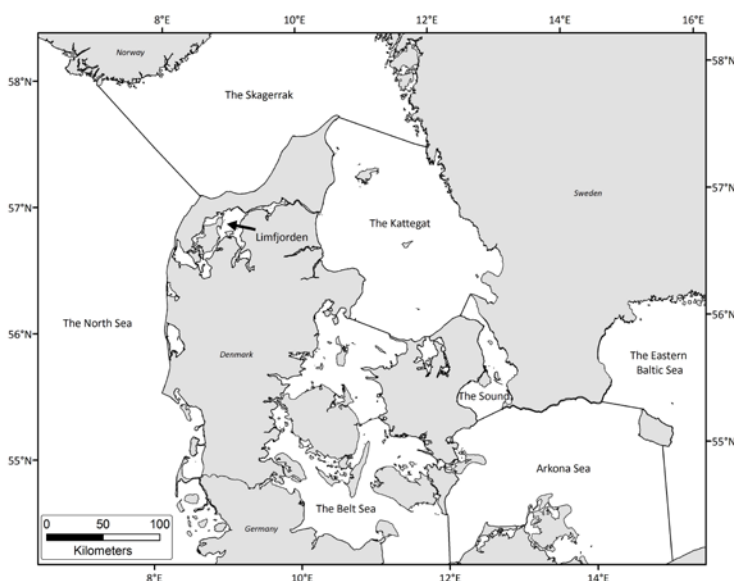 8°E 10°E 12°E 14°E 16°E
Norway
58°N
58°N
The Skagerrak
57°N
57°N
Sweden
The Kattegat
Limfjorden
56°N
56°N
The North Sea
Denmark
The Eastern
Baltic Sea
The Sound
55°N
55°N
Arkona Sea
The Belt Sea
Germany
0 50 100
Kilometers
8°E 10°E 12°E 14°E